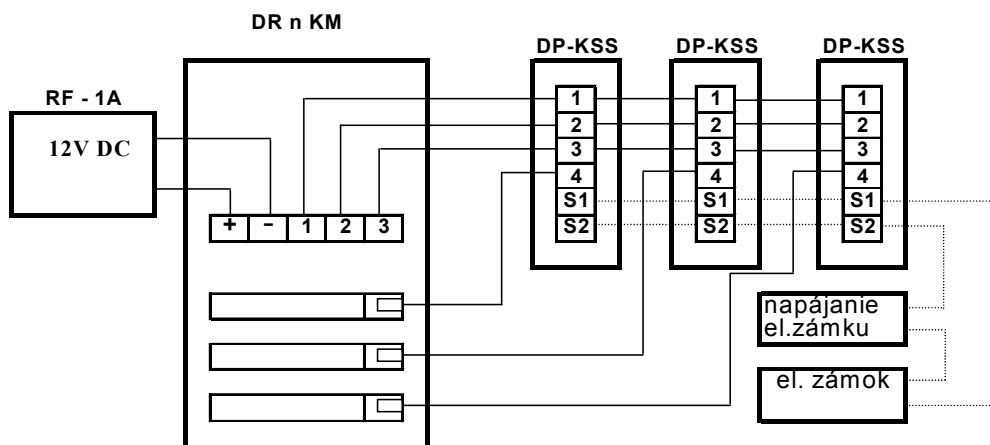 DR n KM
DP-KSS
DP-KSS
DP-KSS
RF - 1A
12V DC
+ - 1 2 3
1
2
3
4
S1
S2
1
2
3
4
S1
S2
1
2
3
4
S1
S2
napájanie
el.zámku
el. zámok